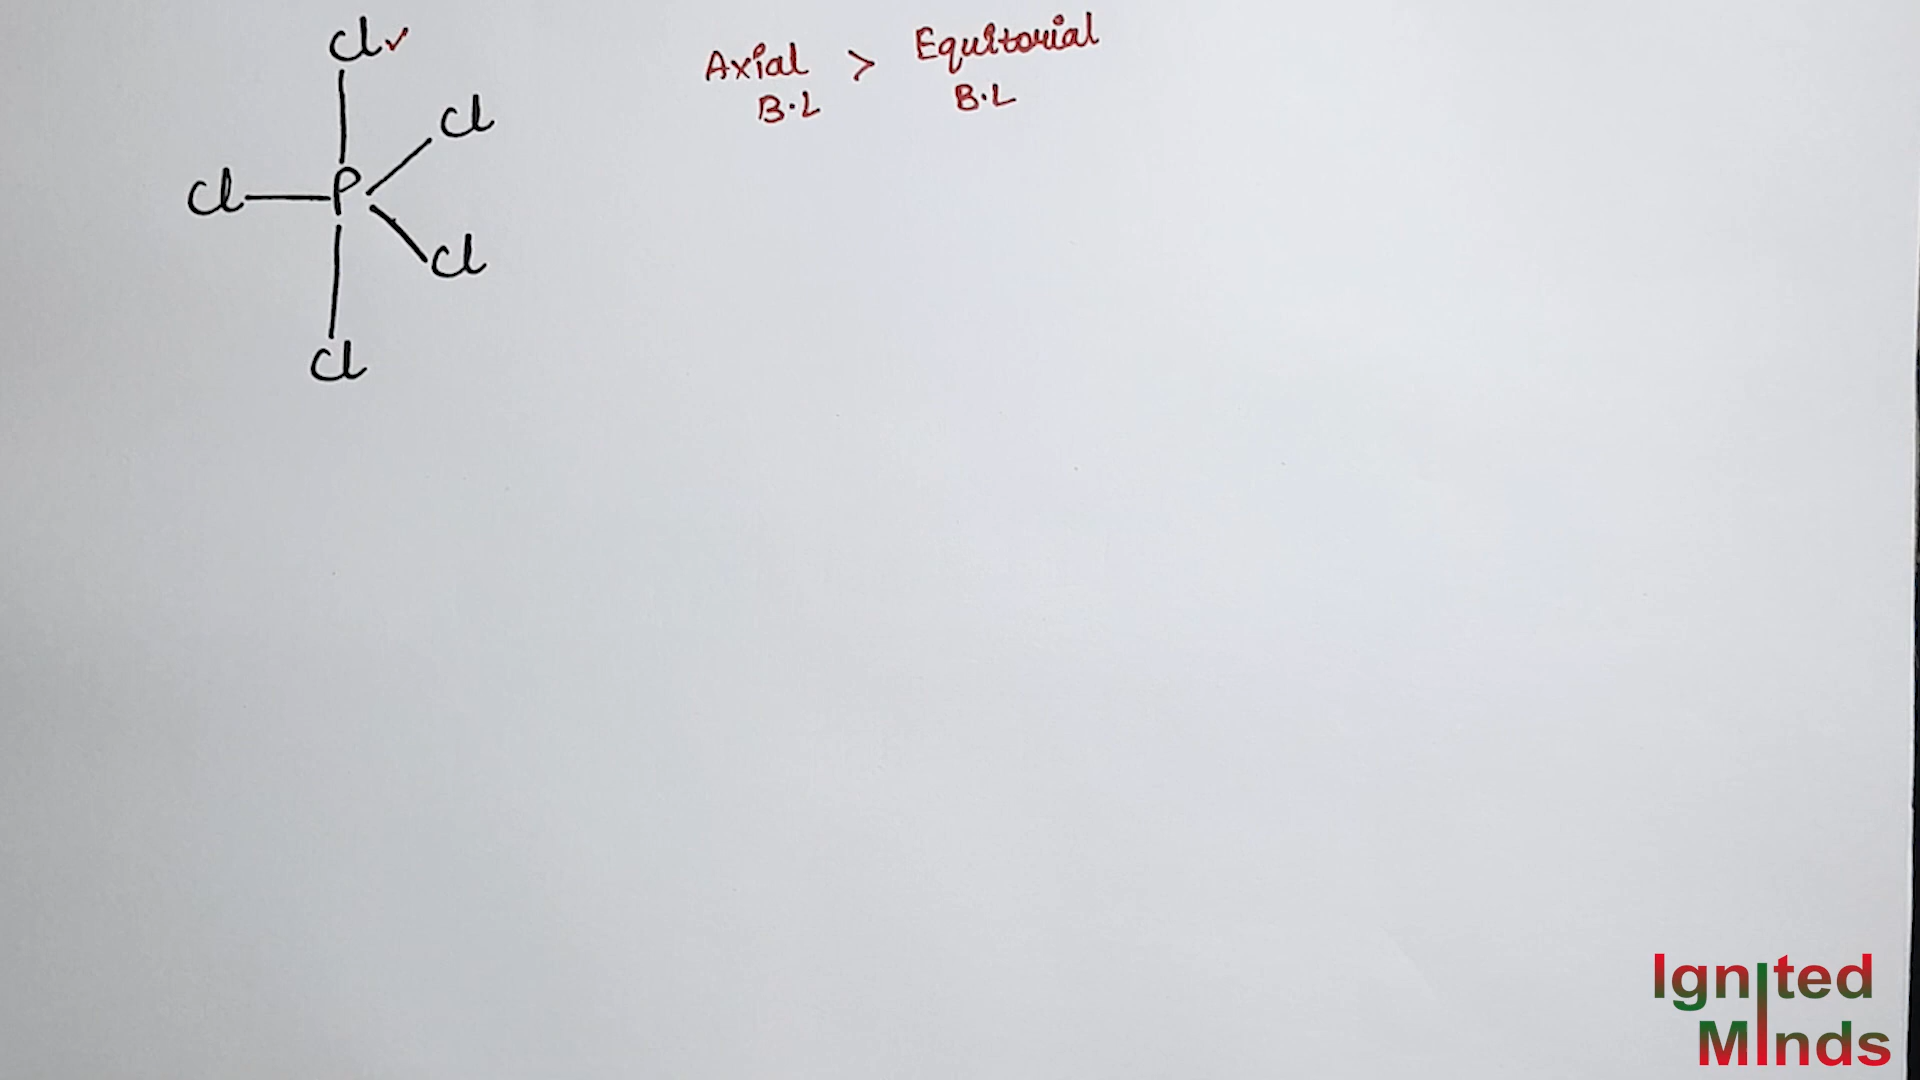 Cl
Cl
Cl P
Cl
Cl
Axial > Equitorial
B.L B.L
Ignited
Minds